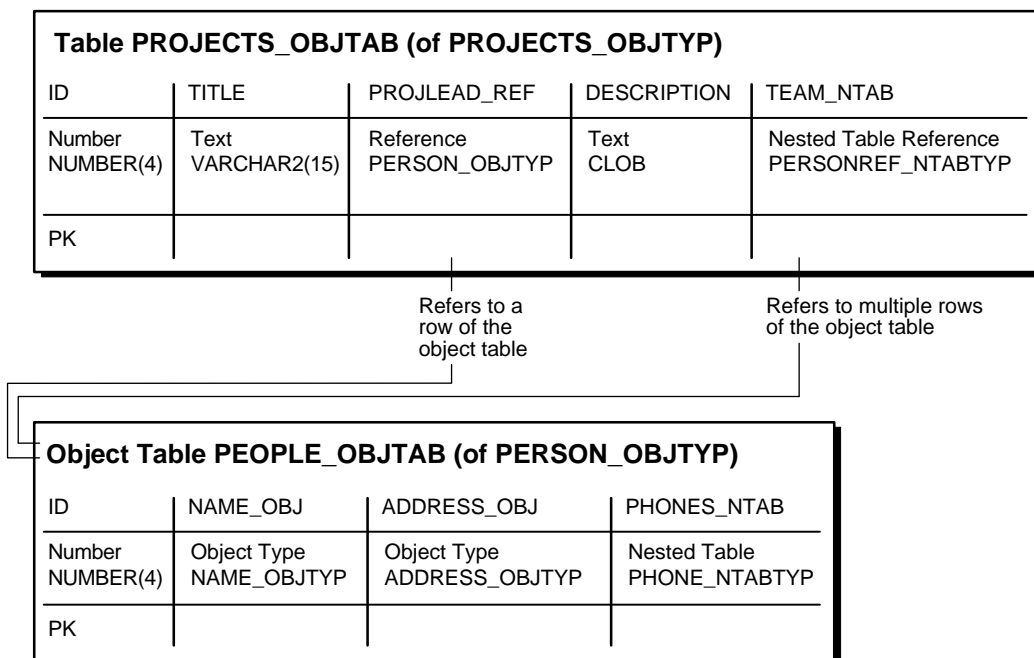 Table PROJECTS_OBJTAB (of PROJECTS_OBJTYP)
ID TITLE PROJLEAD_REF DESCRIPTION TEAM_NTAB
Number Text Reference Text Nested Table Reference
NUMBER(4) VARCHAR2(15) PERSON_OBJTYP CLOB PERSONREF_NTABTYP
PK
Refers to a Refers to multiple rows
row of the of the object table
object table
Object Table PEOPLE_OBJTAB (of PERSON_OBJTYP)
ID NAME_OBJ ADDRESS_OBJ PHONES_NTAB
Number Object Type Object Type Nested Table
NUMBER(4) NAME_OBJTYP ADDRESS_OBJTYP PHONE_NTABTYP
PK